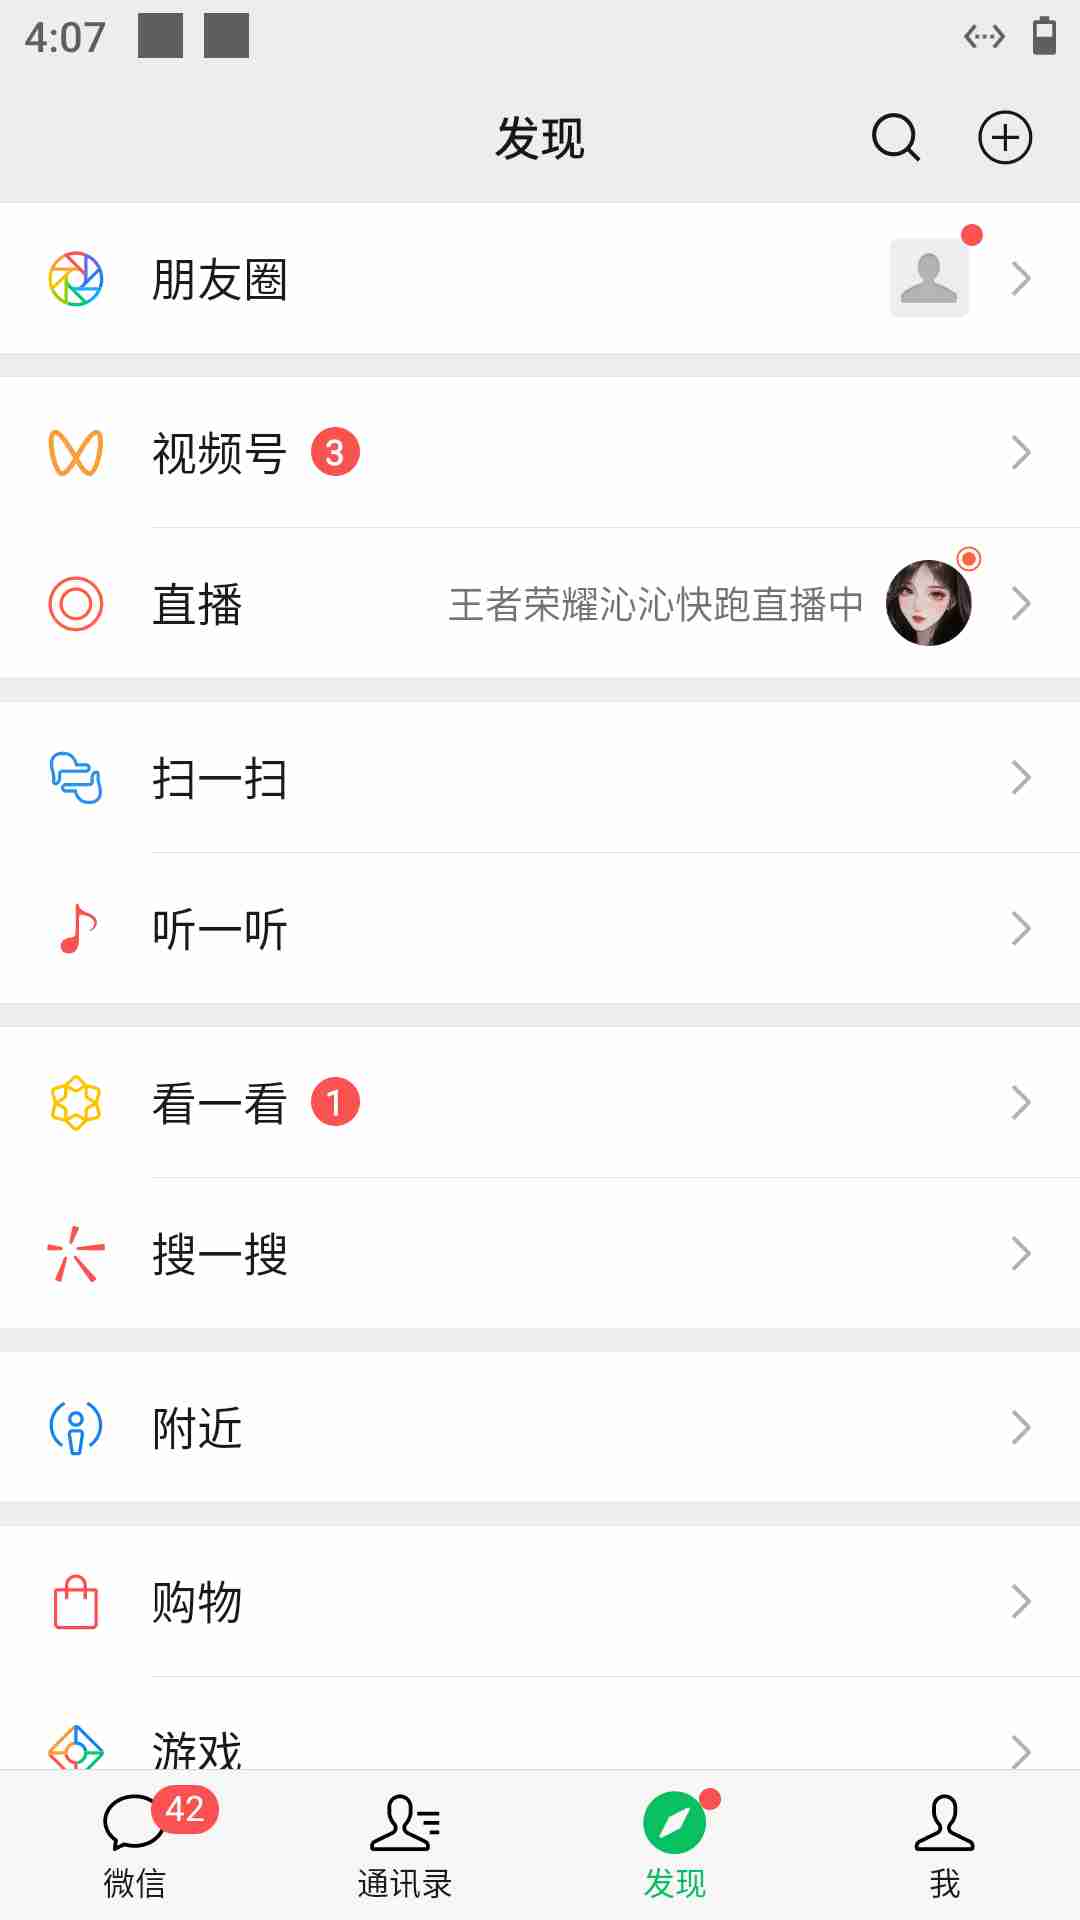 4:07
发现
朋友圈
视频号 3
直播 王者荣耀沁沁快跑直播中
扫一扫
听一听
看一看 1
搜一搜
附近
购物
游戏
42
微信 通讯录 发现 我